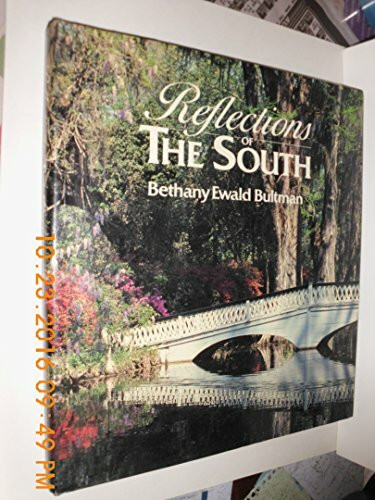 Reflections
OF
THE SOUTH
Bethany Ewald Bultman
10.23.2016 09:49 PM